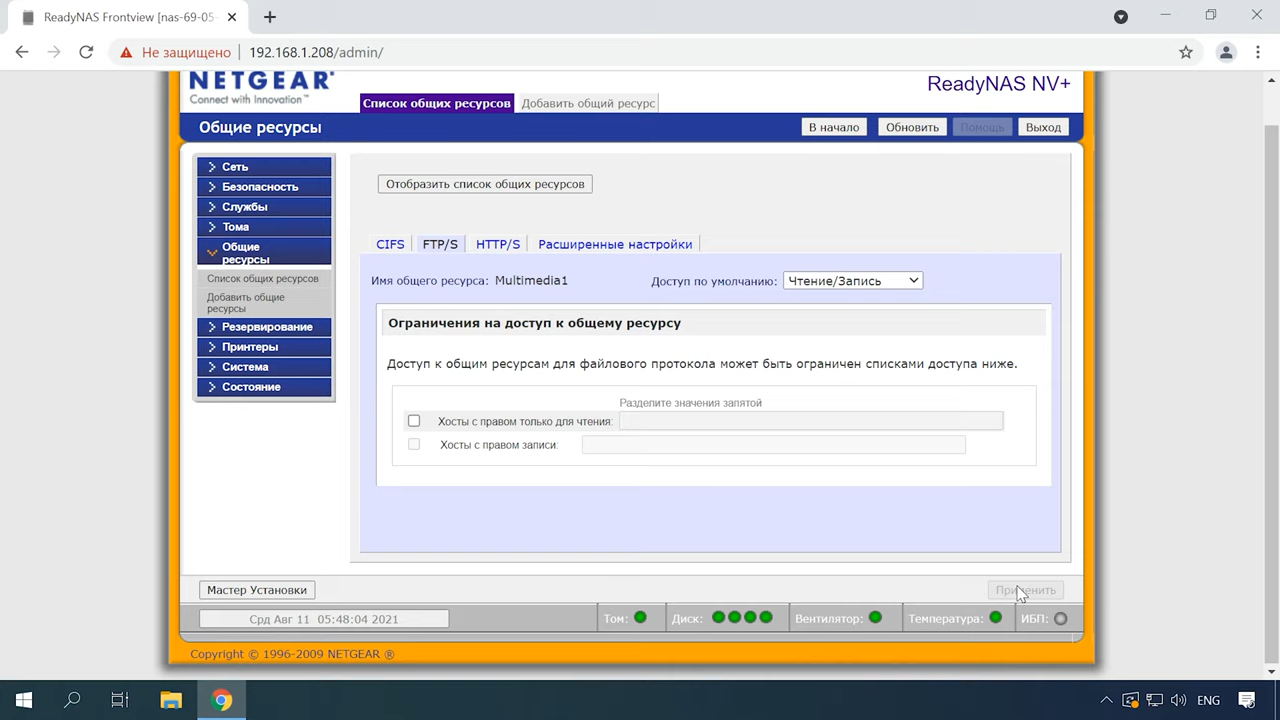 ReadyNAS Frontview [nas-69-05-
Не защищено
192.168.1.208/admin/
NETGEAR
Connect with Innovation™
ReadyNAS NV+
Список общих ресурсов
Добавить общий ресурс
Общие ресурсы
В начало
Обновить
Помощь
Выход
Сеть
Безопасность
Службы
Тома
Общие
ресурсы
Список общих ресурсов
Добавить общие
ресурсы
Резервирование
Принтеры
Система
Состояние
Отобразить список общих ресурсов
CIFS
FTP/S
HTTP/S
Расширенные настройки
Имя общего ресурса: Multimedia1
Доступ по умолчанию: Чтение/Запись
Ограничения на доступ к общему ресурсу
Доступ к общим ресурсам для файлового протокола может быть ограничен списками доступа ниже.
Разделите значения запятой
Хосты с правом только для чтения:
Хосты с правом записи:
Мастер Установки
Применить
Срд Авг 11 05:48:04 2021
Том:
Диск:
Вентилятор:
Температура:
ИБП:
Copyright © 1996-2009 NETGEAR ®
ENG